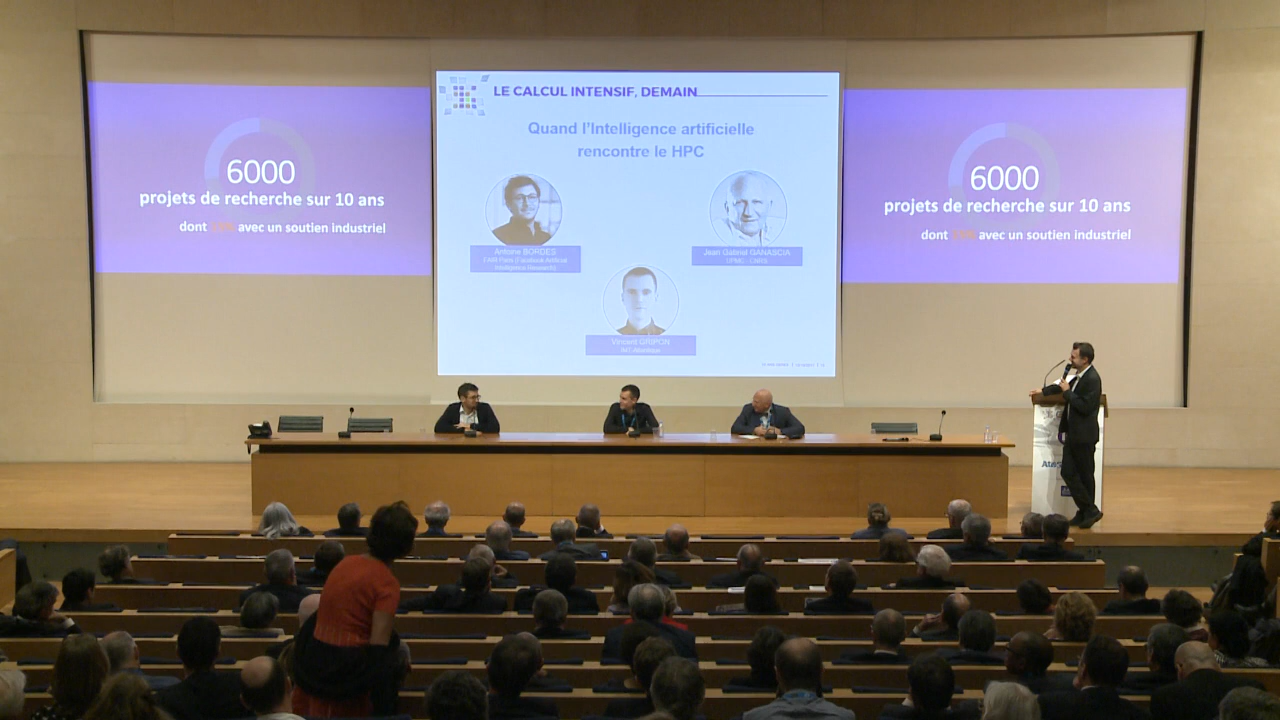 6000
projets de recherche sur 10 ans
dont avec un soutien industriel
LE CALCUL INTENSIF, DEMAIN
Quand l'Intelligence artificielle
rencontre le HPC
Antoine BORDES
FAIR Paris (Facebook Artificial
Intelligence Research)
Jean Gabriel GANASCIA
UPMC - CNRS
Vincent GRIPON
IMT Atlantique
6000
projets de recherche sur 10 ans
dont avec un soutien industriel